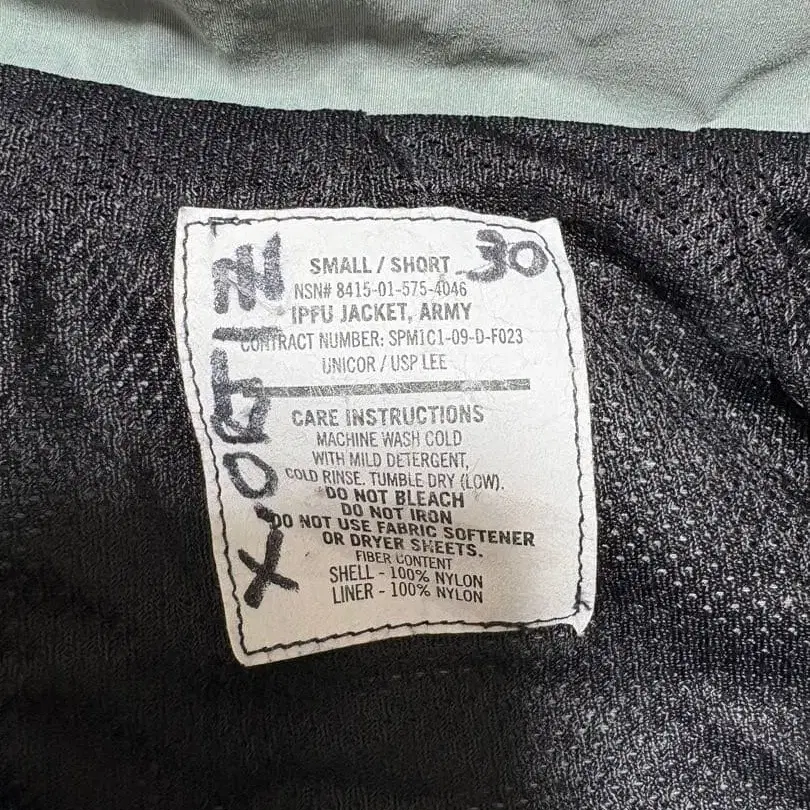 SMALL / SHORT 30
NSN# 8415-01-575-4046
IPFU JACKET, ARMY
CONTRACT NUMBER: SPM1C1-09-D-F023
UNICOR / USP LEE
CARE INSTRUCTIONS
MACHINE WASH COLD
WITH MILD DETERGENT,
COLD RINSE. TUMBLE DRY (LOW).
DO NOT BLEACH
DO NOT IRON
DO NOT USE FABRIC SOFTENER
OR DRYER SHEETS.
FIBER CONTENT
SHELL - 100% NYLON
LINER - 100% NYLON
X.ORTIZ